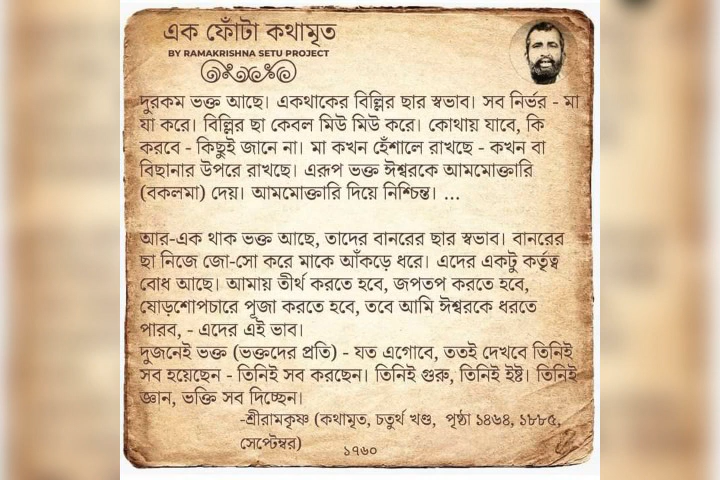 এক ফোঁটা কথামৃত
BY RAMAKRISHNA SETU PROJECT
দুরকম ভক্ত আছে। একথাকের বিল্লির ছার স্বভাব। সব নির্ভর - মা
যা করে। বিল্লির ছা কেবল মিউ মিউ করে। কোথায় যাবে, কি
করবে - কিছুই জানে না। মা কখন হেঁশালে রাখছে - কখন বা
বিছানার উপরে রাখছে। এরূপ ভক্ত ঈশ্বরকে আমমোক্তারি
(বকলমা) দেয়। আমমোক্তারি দিয়ে নিশ্চিন্ত। ...
আর-এক থাক ভক্ত আছে, তাদের বানরের ছার স্বভাব। বানরের
ছা নিজে জো-সো করে মাকে আঁকড়ে ধরে। এদের একটু কর্তৃত্ব
বোধ আছে। আমায় তীর্থ করতে হবে, জপতপ করতে হবে,
ষোড়শোপচারে পূজা করতে হবে, তবে আমি ঈশ্বরকে ধরতে
পারব, - এদের এই ভাব।
দুজনেই ভক্ত (ভক্তদের প্রতি) - যত এগোবে, ততই দেখবে তিনিই
সব হয়েছেন - তিনিই সব করছেন। তিনিই গুরু, তিনিই ইষ্ট। তিনিই
জ্ঞান, ভক্তি সব দিচ্ছেন।
-শ্রীরামকৃষ্ণ (কথামৃত, চতুর্থ খণ্ড, পৃষ্ঠা ১৪৬৪, ১৮৮৫,
সেপ্টেম্বর)
১৭৬০